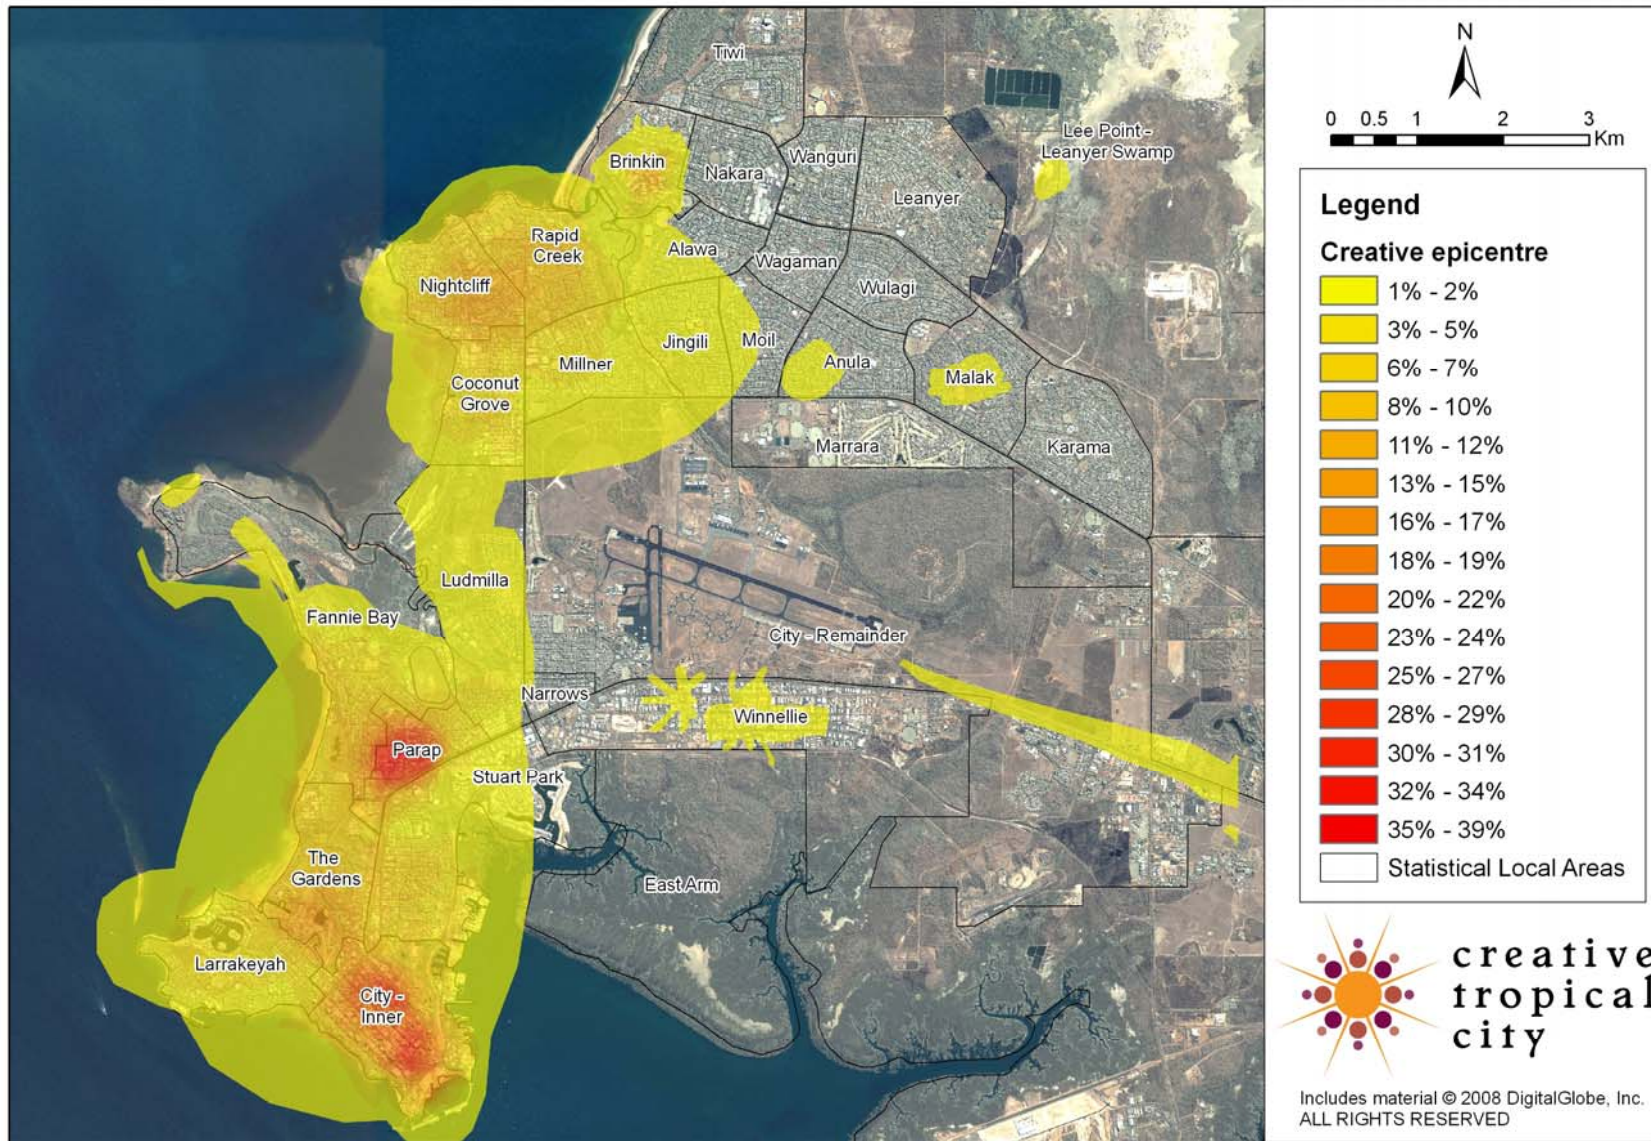 Tiwi
Brinkin
Nakara
Wanguri
Lee Point -
Leanyer Swamp
Leanyer
Rapid
Creek
Alawa
Wagaman
Nightcliff
Wulagi
Jingili
Moil
Millner
Anula
Malak
Coconut
Grove
Marrara
Karama
Ludmilla
Fannie Bay
City - Remainder
Narrows
Winnellie
Parap
Stuart Park
The
Gardens
East Arm
Larrakeyah
City -
Inner
N
0 0.5 1 2 3
Km
Legend
Creative epicentre
1% - 2%
3% - 5%
6% - 7%
8% - 10%
11% - 12%
13% - 15%
16% - 17%
18% - 19%
20% - 22%
23% - 24%
25% - 27%
28% - 29%
30% - 31%
32% - 34%
35% - 39%
Statistical Local Areas
creative
tropical
city
Includes material © 2008 DigitalGlobe, Inc.
ALL RIGHTS RESERVED